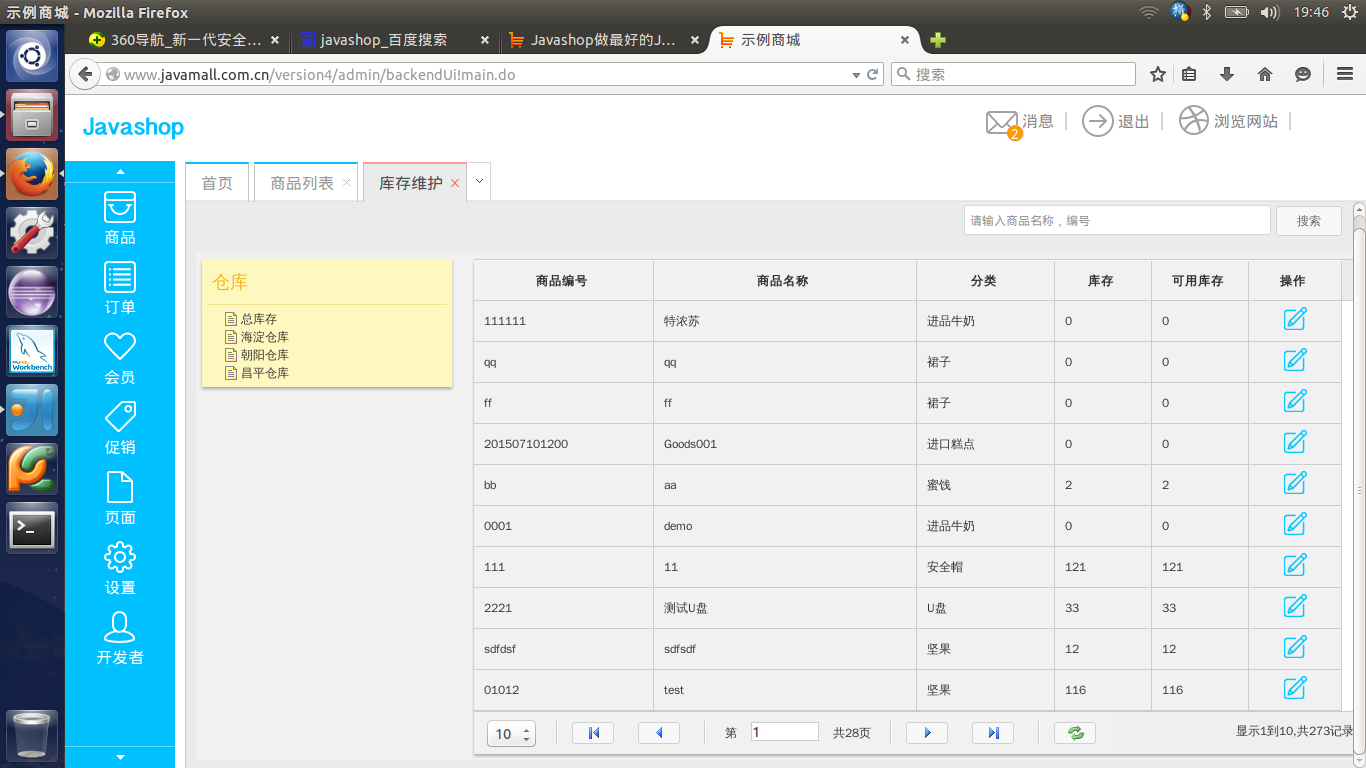 示例商城 - Mozilla Firefox
19:46
360导航_新一代安全…
javashop_百度搜索
Javashop做最好的J…
示例商城
www.javamall.com.cn/version4/admin/backendUi!main.do
搜索
Javashop
消息
2
退出
浏览网站
首页
商品列表
库存维护
商品
订单
会员
促销
页面
设置
开发者
请输入商品名称，编号
搜索
仓库
总库存
海淀仓库
朝阳仓库
昌平仓库
商品编号 商品名称 分类 库存 可用库存 操作
111111 特浓苏 进品牛奶 0 0
qq qq 裙子 0 0
ff ff 裙子 0 0
201507101200 Goods001 进口糕点 0 0
bb aa 蜜饯 2 2
0001 demo 进品牛奶 0 0
111 11 安全帽 121 121
2221 测试U盘 U盘 33 33
sdfdsf sdfsdf 坚果 12 12
01012 test 坚果 116 116
10 第 1 共28页 显示1到10,共273记录